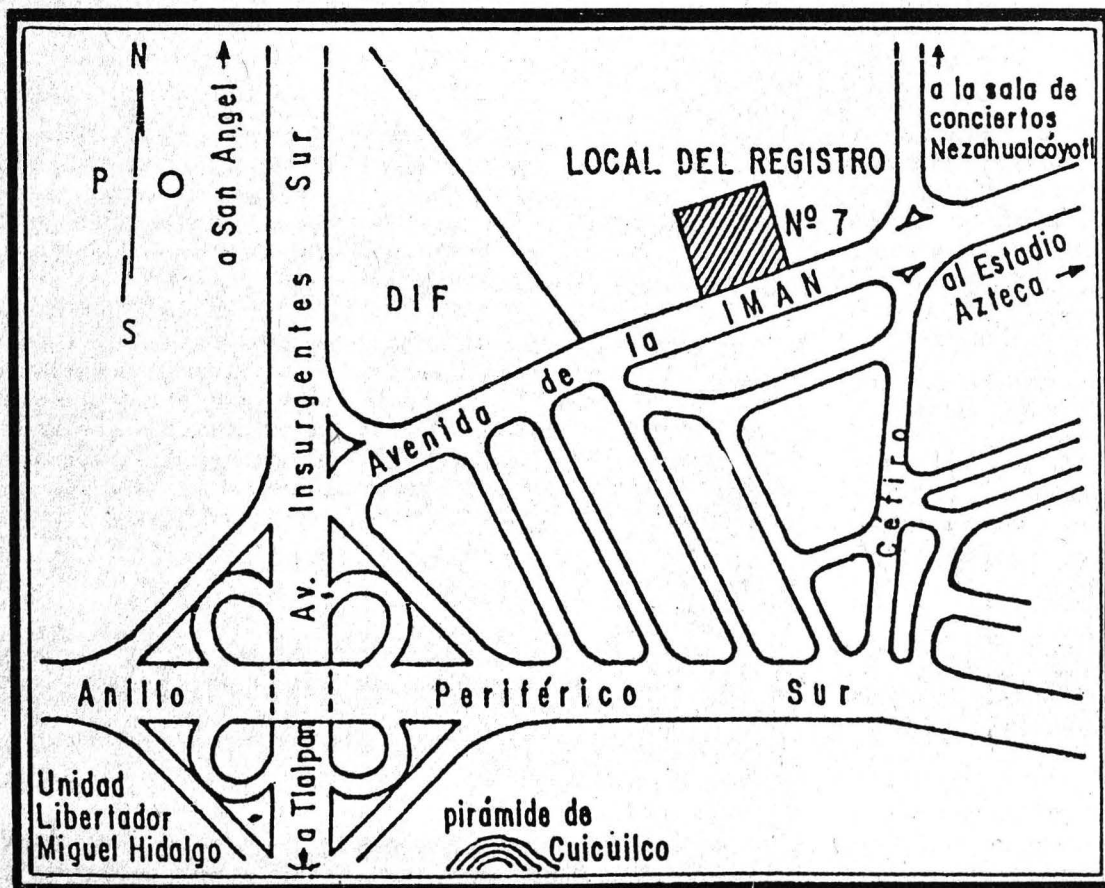 N
P O
S
a San Angel
Av. Insurgentes Sur
a la sala de
conciertos
Nezahualcóyotl
LOCAL DEL REGISTRO
Nº 7
DIF
Avenida de la IMAN
al Estadio
Azteca
Céfiro
Anillo Periférico Sur
a Tlalpan
Unidad
Libertador
Miguel Hidalgo
pirámide de
Cuicuilco